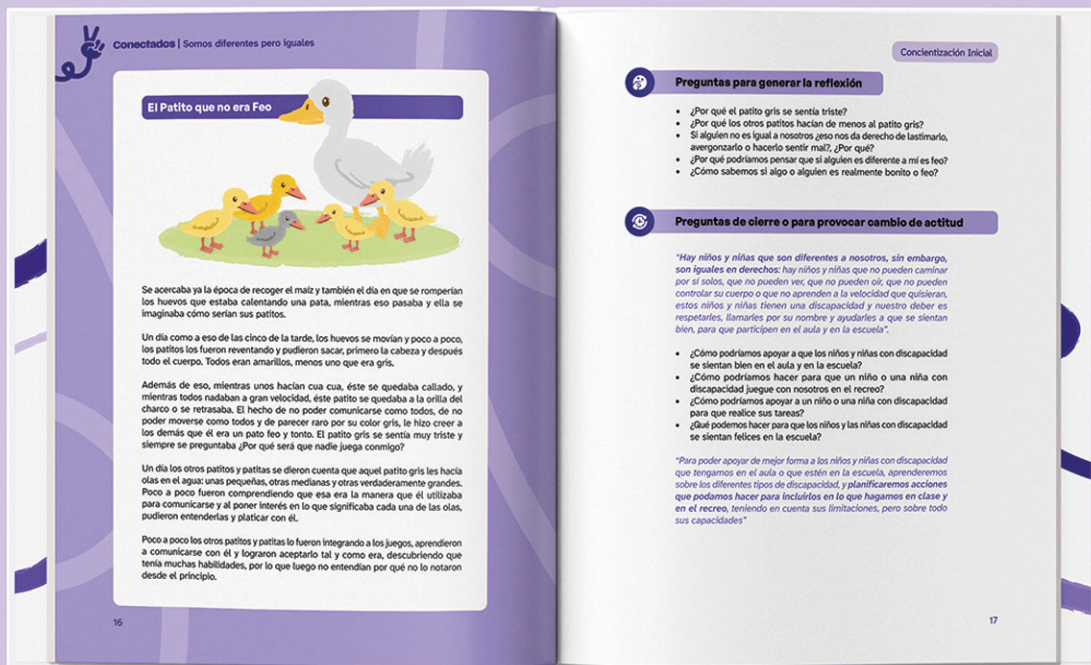 Conectados | Somos diferentes pero iguales
El Patito que no era Feo
Se acercaba ya la época de recoger el maíz y también el día en que se romperían
los huevos que estaba calentando una pata, mientras eso pasaba y ella se
imaginaba cómo serían sus patitos.
Un día como a eso de las cinco de la tarde, los huevos se movían y poco a poco,
los patitos los fueron reventando y pudieron sacar, primero la cabeza y después
todo el cuerpo. Todos eran amarillos, menos uno que era gris.
Además de eso, mientras unos hacían cua cua, éste se quedaba callado, y
mientras todos nadaban a gran velocidad, éste patito se quedaba a la orilla del
charco o se retrasaba. El hecho de no poder comunicarse como todos, de no
poder moverse como todos y de parecer raro por su color gris, le hizo creer a
los demás que él era un pato feo y tonto. El patito gris se sentía muy triste y
siempre se preguntaba ¿Por qué será que nadie juega conmigo?
Un día los otros patitos y patitas se dieron cuenta que aquel patito gris les hacía
olas en el agua: unas pequeñas, otras medianas y otras verdaderamente grandes.
Poco a poco fueron comprendiendo que esa era la manera que él utilizaba
para comunicarse y al poner interés en lo que significaba cada una de las olas,
pudieron entenderlas y platicar con él.
Poco a poco los otros patitos y patitas lo fueron integrando a los juegos, aprendieron
a comunicarse con él y lograron aceptarlo tal y como era, descubriendo que
tenía muchas habilidades, por lo que luego no entendían por qué no lo notaron
desde el principio.
16
Concientización Inicial
Preguntas para generar la reflexión
• ¿Por qué el patito gris se sentía triste?
• ¿Por qué los otros patitos hacían de menos al patito gris?
• Si alguien no es igual a nosotros ¿eso nos da derecho de lastimarlo,
avergonzarlo o hacerlo sentir mal?, ¿Por qué?
• ¿Por qué podríamos pensar que si alguien es diferente a mí es feo?
• ¿Cómo sabemos si algo o alguien es realmente bonito o feo?
Preguntas de cierre o para provocar cambio de actitud
"Hay niños y niñas que son diferentes a nosotros, sin embargo,
son iguales en derechos: hay niños y niñas que no pueden caminar
por sí solos, que no pueden ver, que no pueden oír, que no pueden
controlar su cuerpo o que no aprenden a la velocidad que quisieran,
estos niños y niñas tienen una discapacidad y nuestro deber es
respetarles, llamarles por su nombre y ayudarles a que se sientan
bien, para que participen en el aula y en la escuela".
• ¿Cómo podríamos apoyar a que los niños y niñas con discapacidad
se sientan bien en el aula y en la escuela?
• ¿Cómo podríamos hacer para que un niño o una niña con
discapacidad juegue con nosotros en el recreo?
• ¿Cómo podríamos apoyar a un niño o una niña con discapacidad
para que realice sus tareas?
• ¿Qué podemos hacer para que los niños y las niñas con discapacidad
se sientan felices en la escuela?
"Para poder apoyar de mejor forma a los niños y niñas con discapacidad
que tengamos en el aula o que estén en la escuela, aprenderemos
sobre los diferentes tipos de discapacidad, y planificaremos acciones
que podamos hacer para incluirlos en lo que hagamos en clase y
en el recreo, teniendo en cuenta sus limitaciones, pero sobre todo
sus capacidades"
17